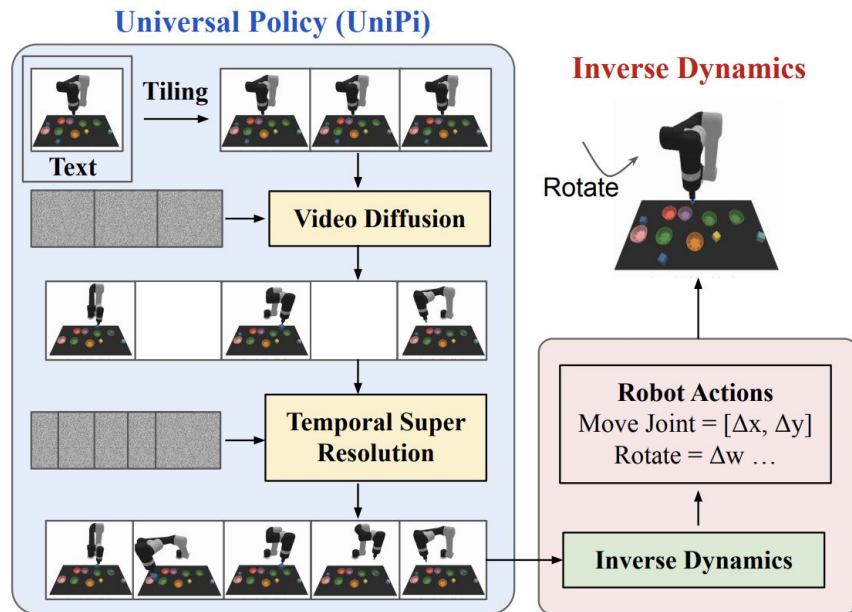 Universal Policy (UniPi)
Tiling
Text
Video Diffusion
Temporal Super
Resolution
Inverse Dynamics
Rotate
Robot Actions
Move Joint = [Δx, Δy]
Rotate = Δw …
Inverse Dynamics